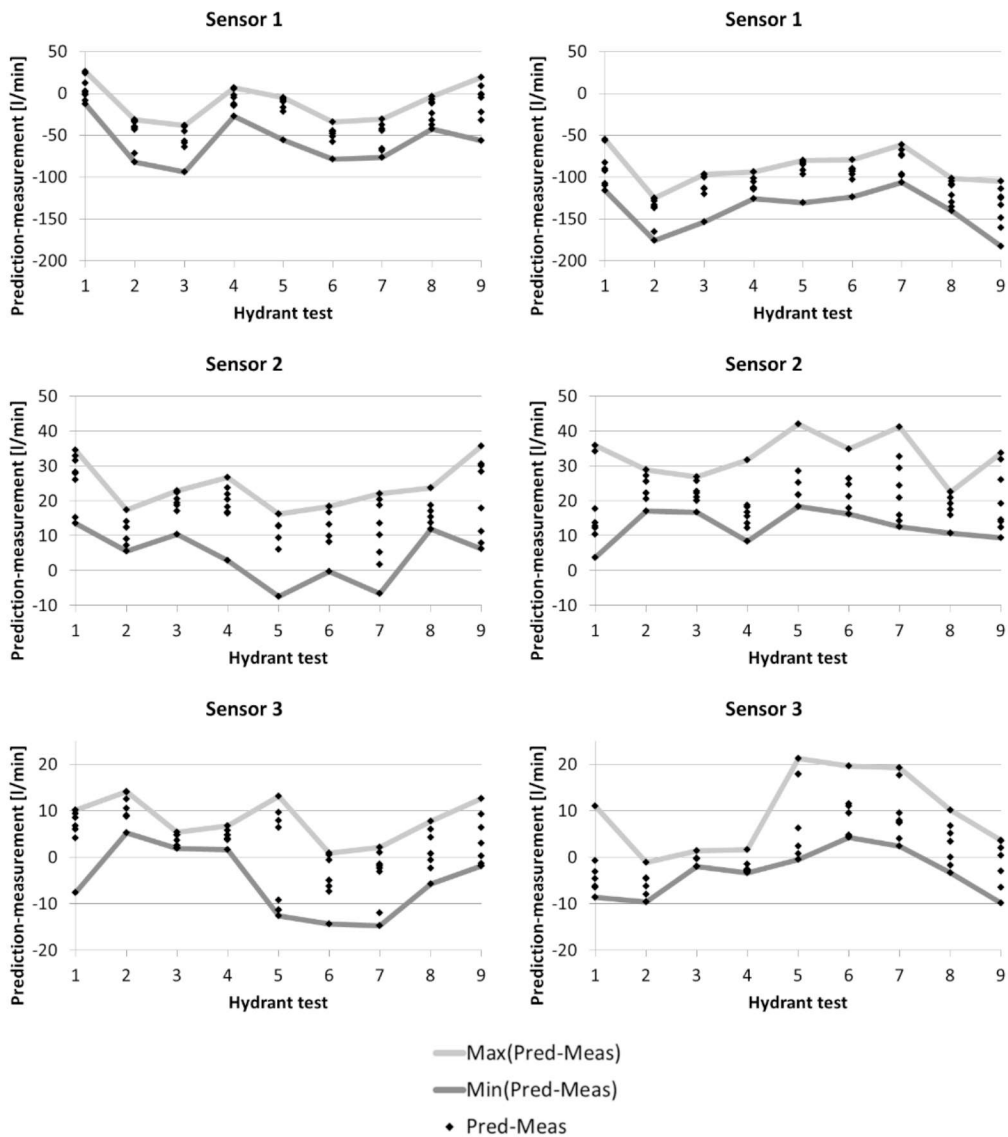 Sensor 1
Prediction-measurement [l/min]
50
0
-50
-100
-150
-200
1 2 3 4 5 6 7 8 9
Hydrant test
Sensor 1
Prediction-measurement [l/min]
50
0
-50
-100
-150
-200
1 2 3 4 5 6 7 8 9
Hydrant test
Sensor 2
Prediction-measurement [l/min]
50
40
30
20
10
0
-10
1 2 3 4 5 6 7 8 9
Hydrant test
Sensor 2
Prediction-measurement [l/min]
50
40
30
20
10
0
-10
1 2 3 4 5 6 7 8 9
Hydrant test
Sensor 3
Prediction-measurement [l/min]
20
10
0
-10
-20
1 2 3 4 5 6 7 8 9
Hydrant test
Sensor 3
Prediction-measurement [l/min]
20
10
0
-10
-20
1 2 3 4 5 6 7 8 9
Hydrant test
Max(Pred-Meas)
Min(Pred-Meas)
Pred-Meas